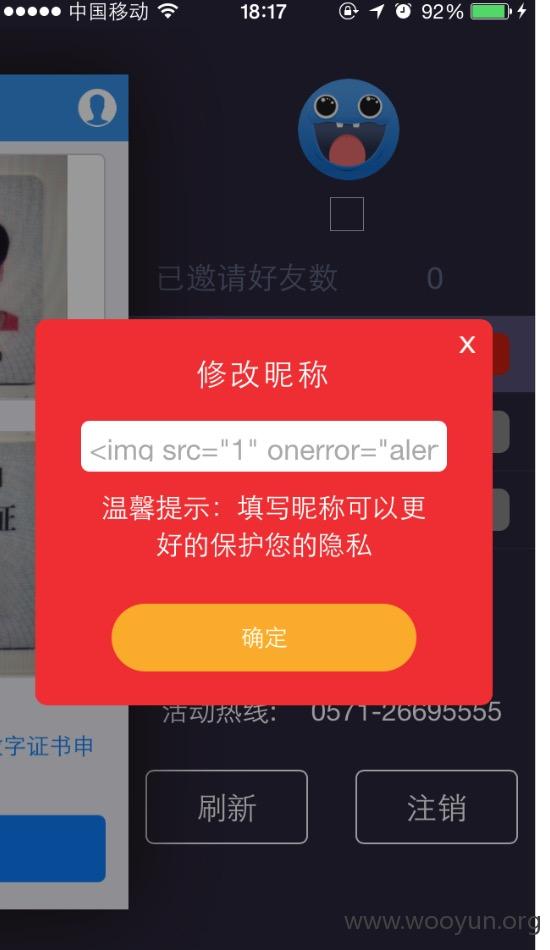 中国移动 18:17 92%
已邀请好友数 0
x
修改昵称
<img src="1" onerror="aler
温馨提示：填写昵称可以更
好的保护您的隐私
确定
证
活动热线: 0571-26695555
字证书申
刷新 注销
www.wooyun.org